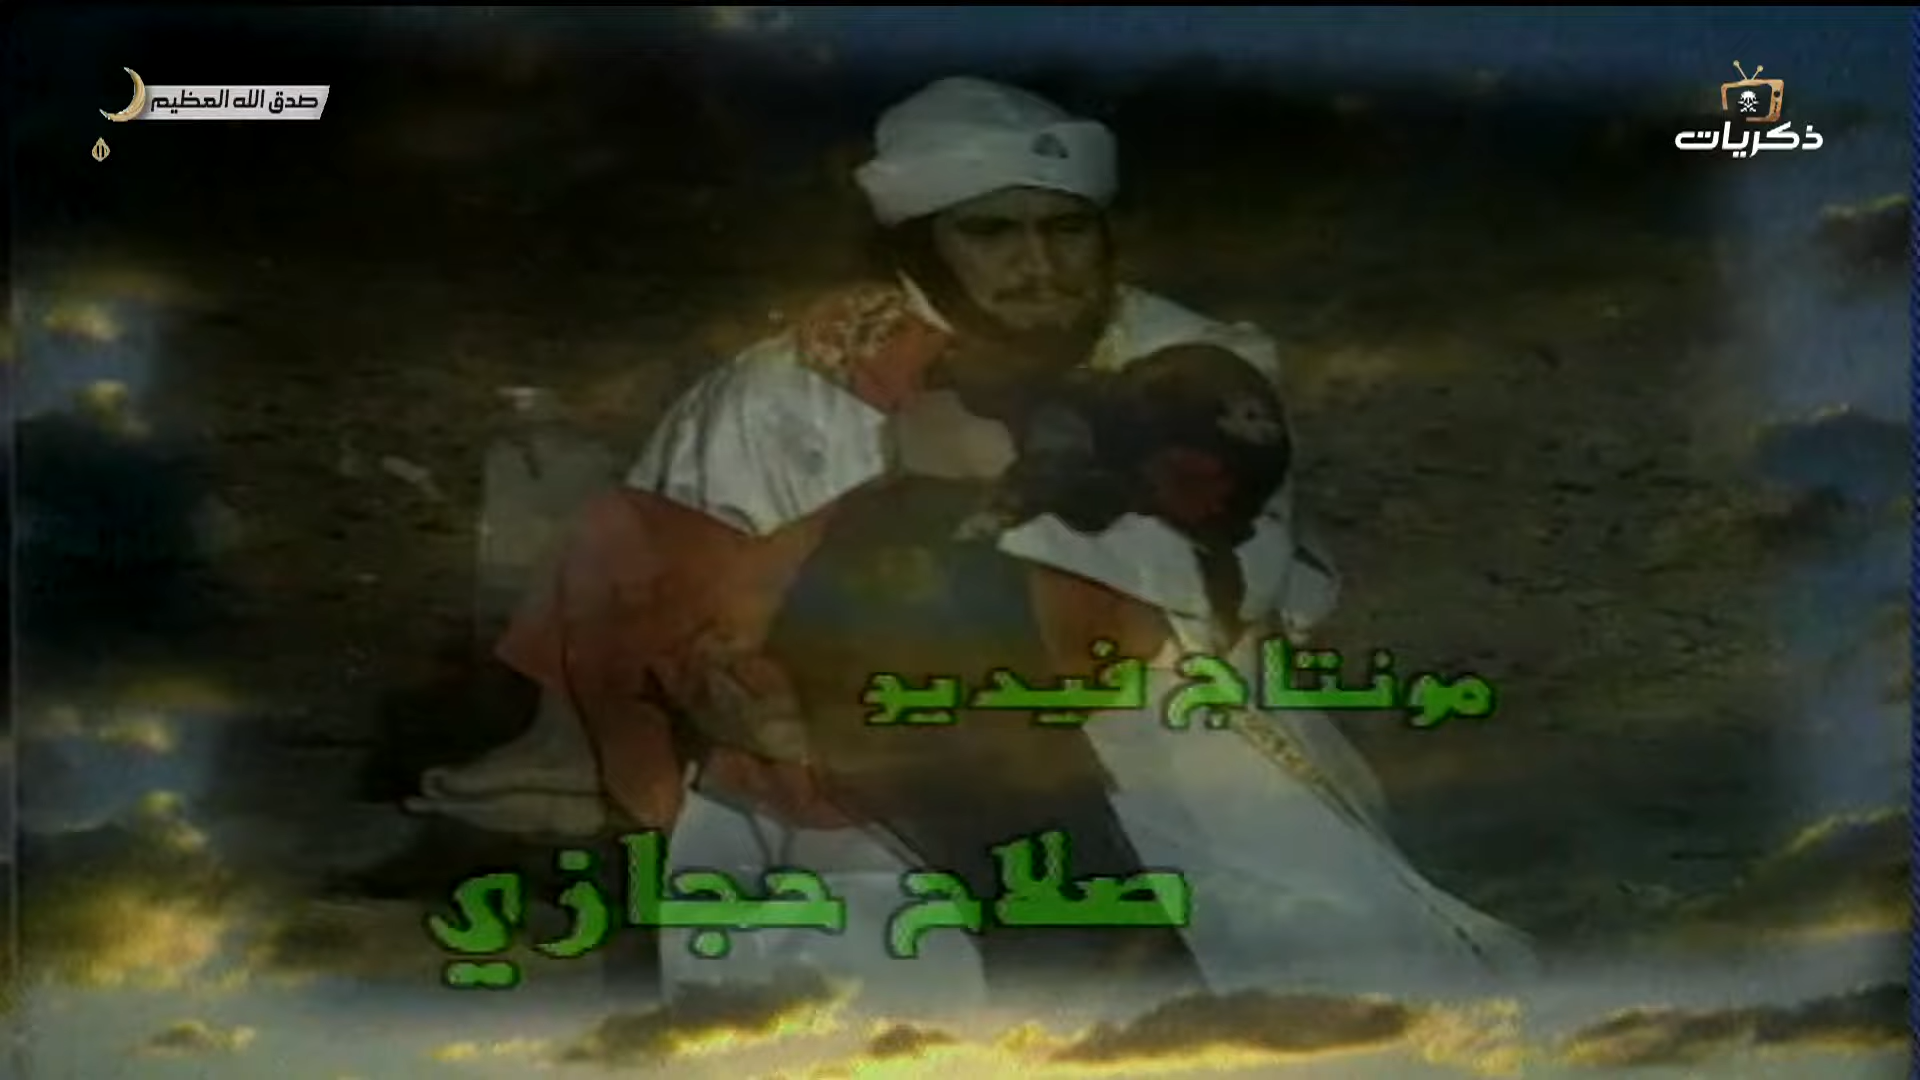 صدق الله العظيم
ذكريات
مونتاج فيديو
صلاح حجازي